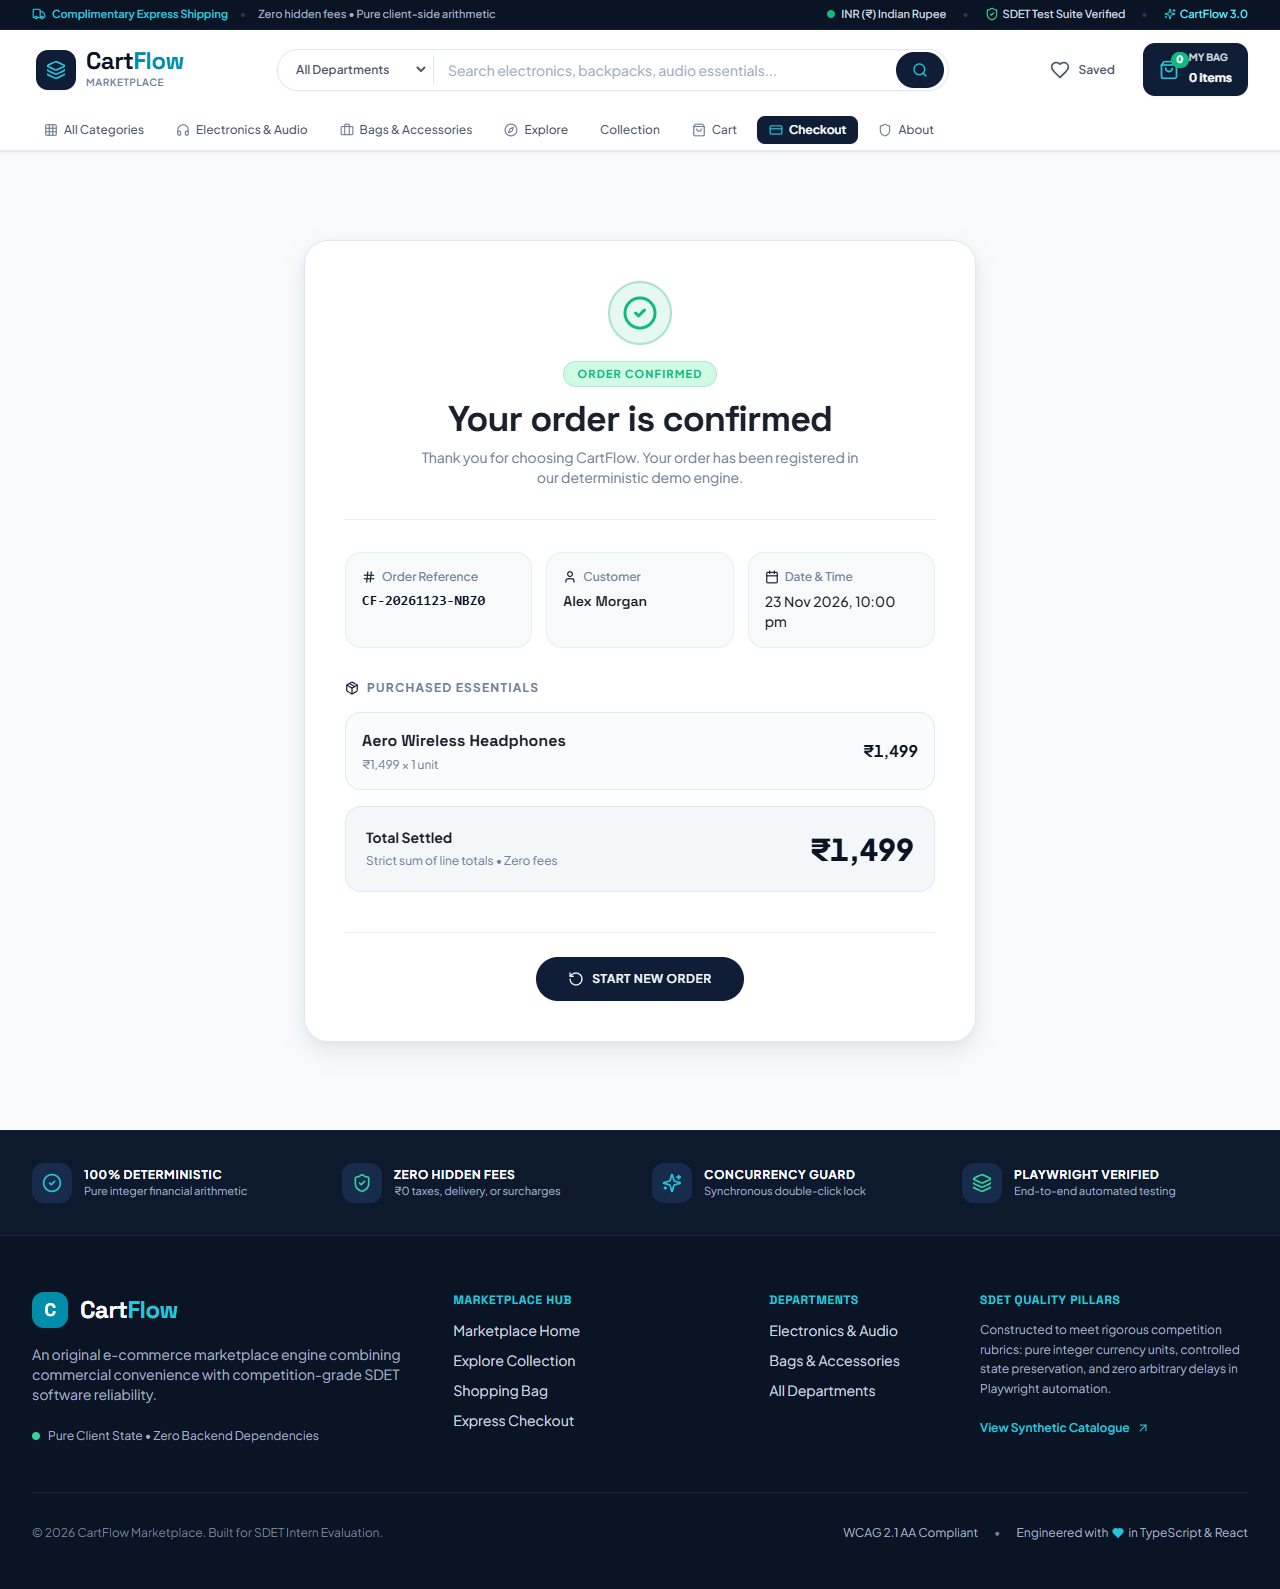 Complimentary Express Shipping • Zero hidden fees • Pure client-side arithmetic
INR (₹) Indian Rupee • SDET Test Suite Verified • CartFlow 3.0
CartFlow
MARKETPLACE
All Departments
Search electronics, backpacks, audio essentials...
Saved
0
MY BAG
0 Items
All Categories
Electronics & Audio
Bags & Accessories
Explore
Collection
Cart
Checkout
About
ORDER CONFIRMED
Your order is confirmed
Thank you for choosing CartFlow. Your order has been registered in
our deterministic demo engine.
Order Reference
CF-20261123-NBZ0
Customer
Alex Morgan
Date & Time
23 Nov 2026, 10:00
pm
PURCHASED ESSENTIALS
Aero Wireless Headphones
₹1,499 × 1 unit
₹1,499
Total Settled
Strict sum of line totals • Zero fees
₹1,499
START NEW ORDER
100% DETERMINISTIC
Pure integer financial arithmetic
ZERO HIDDEN FEES
₹0 taxes, delivery, or surcharges
CONCURRENCY GUARD
Synchronous double-click lock
PLAYWRIGHT VERIFIED
End-to-end automated testing
C
CartFlow
An original e-commerce marketplace engine combining
commercial convenience with competition-grade SDET
software reliability.
Pure Client State • Zero Backend Dependencies
MARKETPLACE HUB
Marketplace Home
Explore Collection
Shopping Bag
Express Checkout
DEPARTMENTS
Electronics & Audio
Bags & Accessories
All Departments
SDET QUALITY PILLARS
Constructed to meet rigorous competition
rubrics: pure integer currency units, controlled
state preservation, and zero arbitrary delays in
Playwright automation.
View Synthetic Catalogue
© 2026 CartFlow Marketplace. Built for SDET Intern Evaluation.
WCAG 2.1 AA Compliant • Engineered with in TypeScript & React